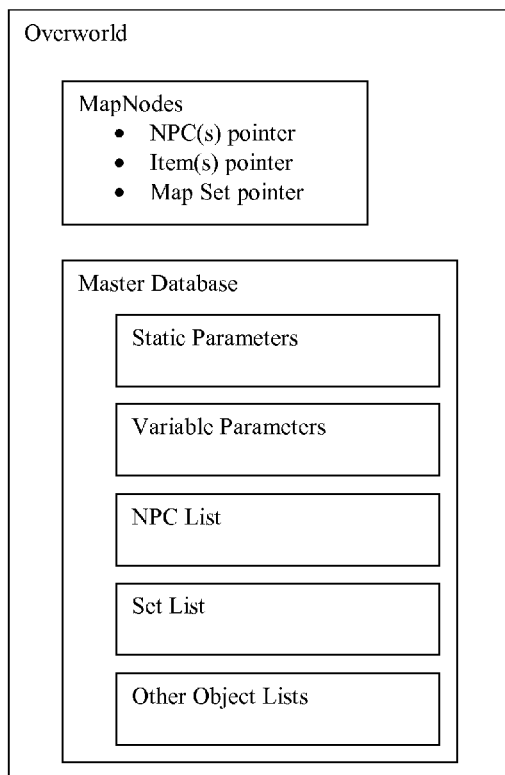 Overworld
MapNodes
• NPC(s) pointer
• Item(s) pointer
• Map Set pointer
Master Database
Static Parameters
Variable Parameters
NPC List
Set List
Other Object Lists